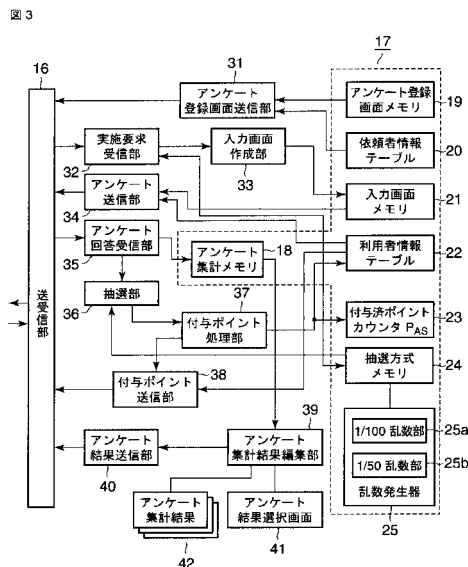 図3
16
送受信部
17
31
アンケート
登録画面送信部
アンケート登録
画面メモリ
19
依頼者情報
テーブル
20
実施要求
受信部
32
入力画面
作成部
33
入力画面
メモリ
21
アンケート
送信部
34
利用者情報
テーブル
22
アンケート
回答受信部
35
アンケート
集計メモリ
18
抽選部
36
37
付与ポイント
処理部
付与済ポイント
カウンタ PAS
23
抽選方式
メモリ
24
付与ポイント
送信部
38
1/100 乱数部
25a
1/50 乱数部
25b
乱数発生器
25
アンケート
結果送信部
40
アンケート
集計結果編集部
39
アンケート
集計結果
42
アンケート
結果選択画面
41